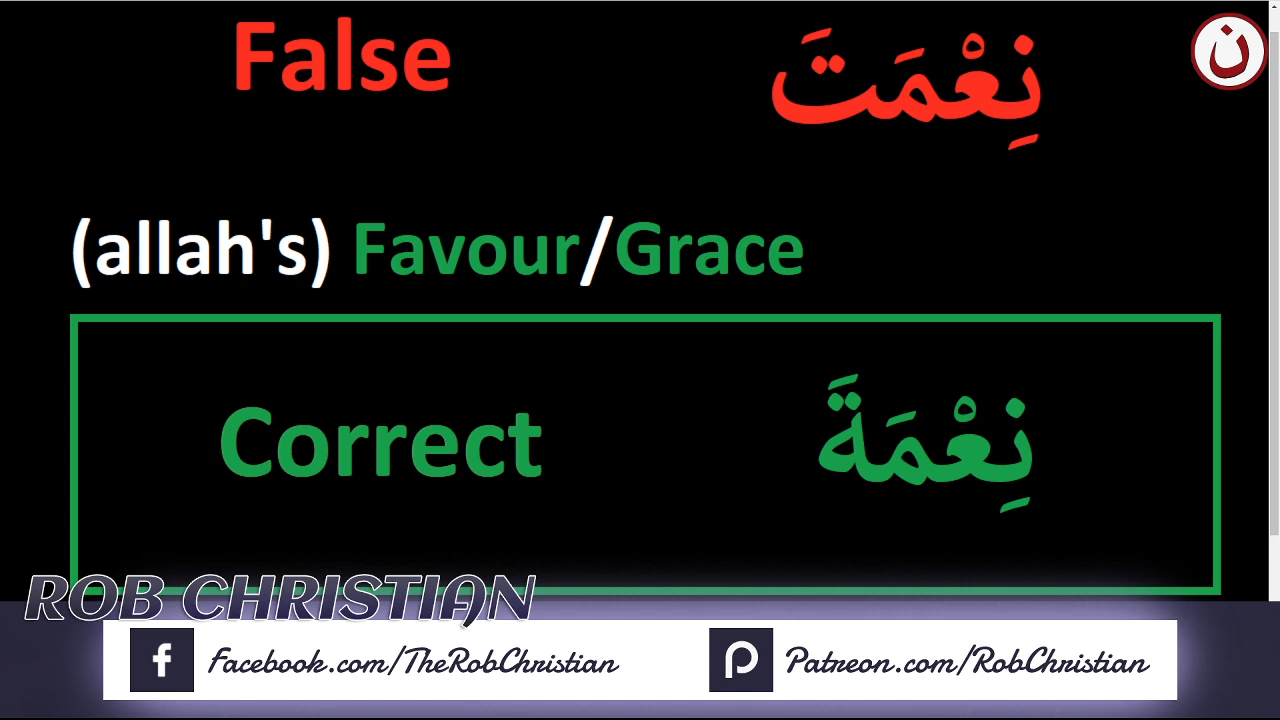 False نِعْمَتَ
ن
(allah's) Favour/Grace
Correct نِعْمَةَ
ROB CHRISTIAN
f Facebook.com/TheRobChristian Patreon.com/RobChristian